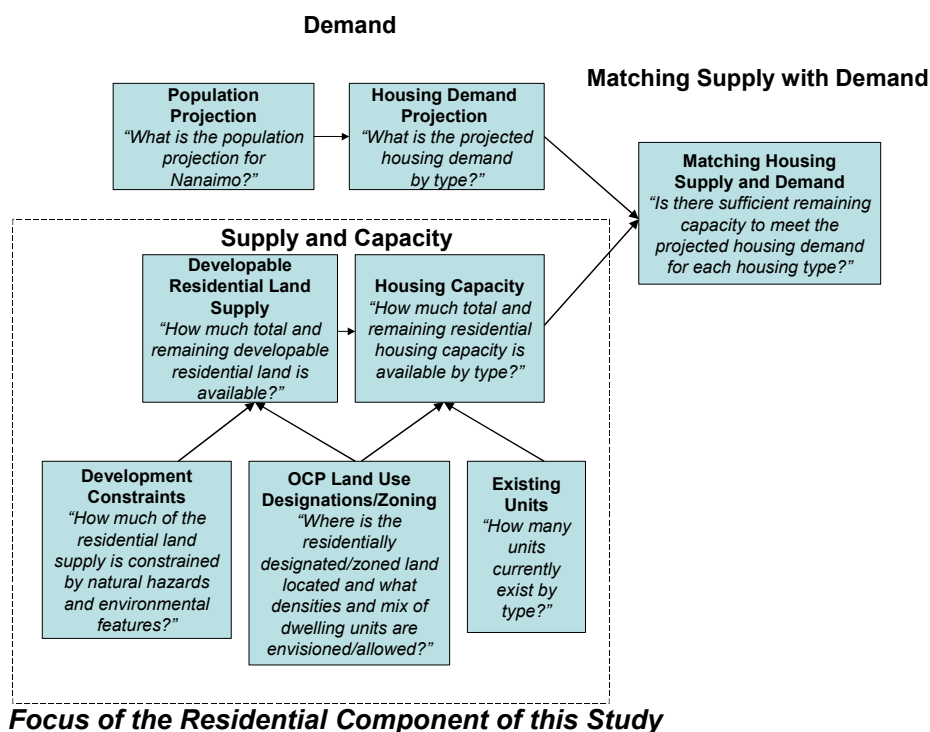 Demand
Matching Supply with Demand
Population
Projection
“What is the population
projection for
Nanaimo?”
Housing Demand
Projection
“What is the projected
housing demand
by type?”
Matching Housing
Supply and Demand
“Is there sufficient remaining
capacity to meet the
projected housing demand
for each housing type?”
Supply and Capacity
Developable
Residential Land
Supply
“How much total and
remaining developable
residential land is
available?”
Housing Capacity
“How much total and
remaining residential
housing capacity is
available by type?”
Development
Constraints
“How much of the
residential land
supply is constrained
by natural hazards
and environmental
features?”
OCP Land Use
Designations/Zoning
“Where is the
residentially
designated/zoned land
located and what
densities and mix of
dwelling units are
envisioned/allowed?”
Existing
Units
“How many
units
currently
exist by
type?”
Focus of the Residential Component of this Study